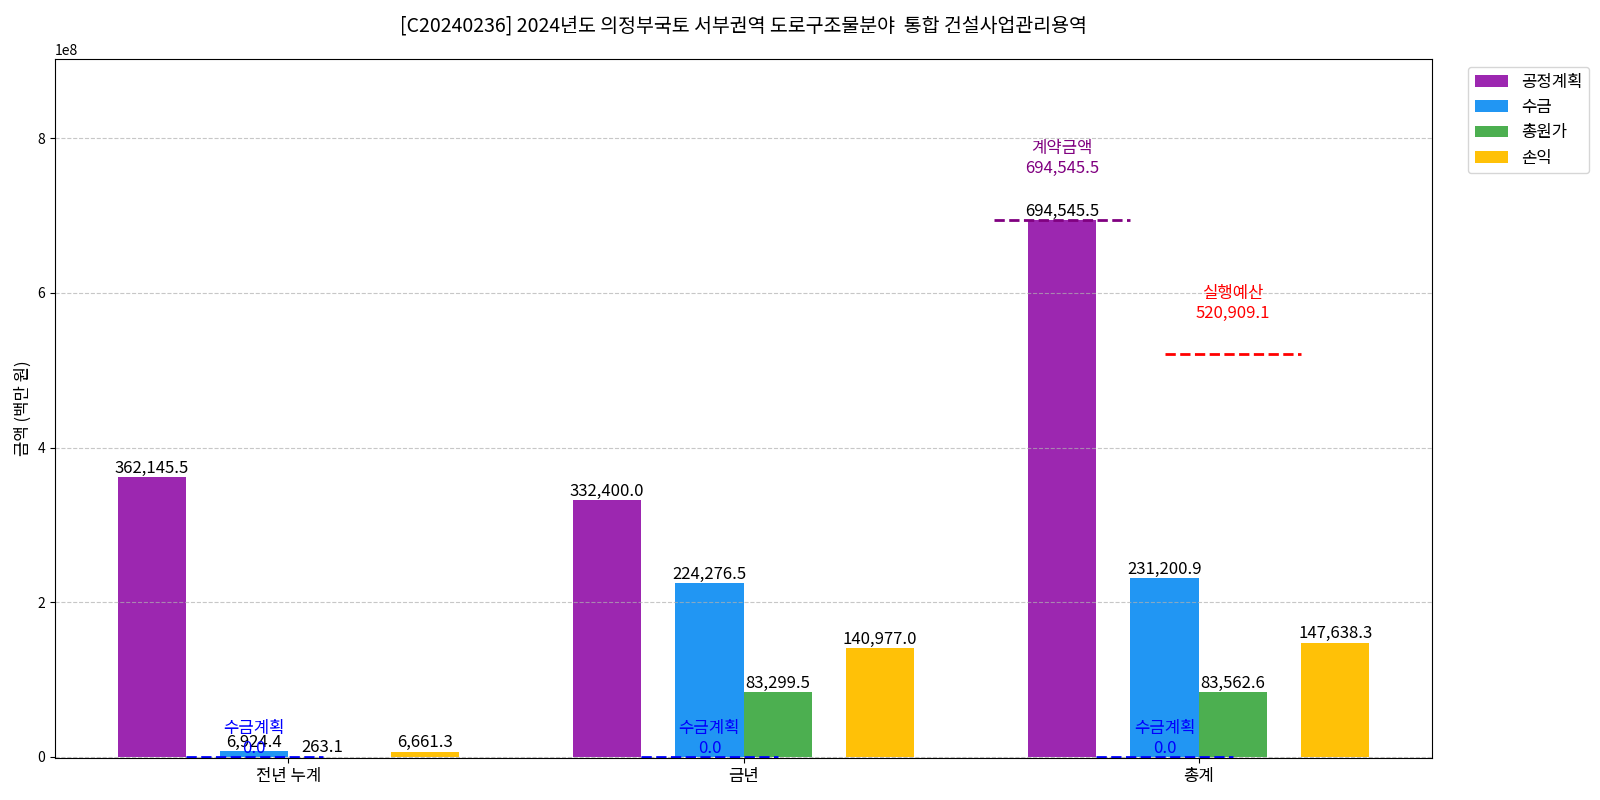 [C20240236] 2024년도 의정부국토 서부권역 도로구조물분야  통합 건설사업관리용역
1e8
공정계획
수금
총원가
손익
금액 (백만 원)
8
6
4
2
0
계약금액
694,545.5
694,545.5
실행예산
520,909.1
362,145.5
332,400.0
224,276.5
231,200.9
140,977.0
147,638.3
83,299.5
83,562.6
수금계획
0.0
6,924.4
263.1
6,661.3
수금계획
0.0
수금계획
0.0
전년 누계
금년
총계